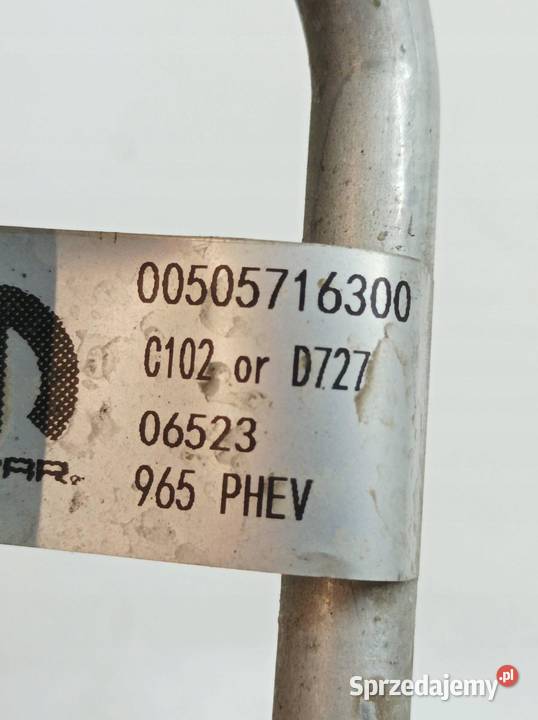 00505716300
C102 or D727
06523
965 PHEV
Sprzedajemy.pl